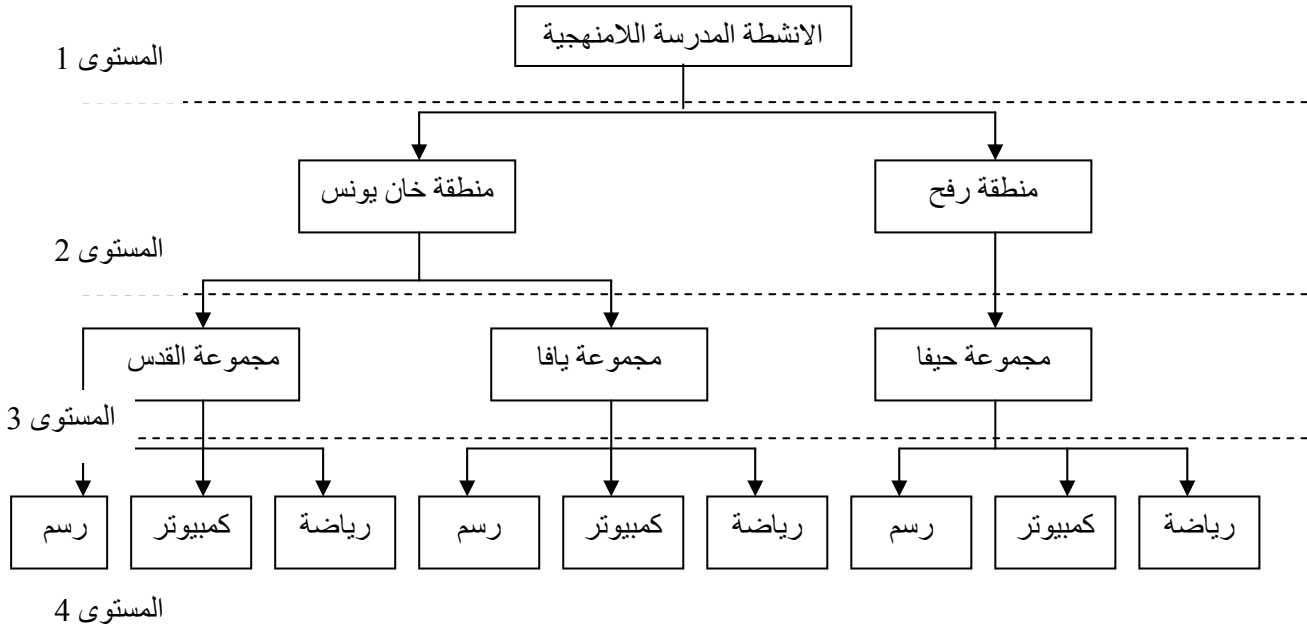 الانشطة المدرسة اللامنهجية
المستوى 1
منطقة رفح
منطقة خان يونس
المستوى 2
مجموعة حيفا
مجموعة يافا
مجموعة القدس
المستوى 3
رياضة
كمبيوتر
رسم
رياضة
كمبيوتر
رسم
رياضة
كمبيوتر
رسم
المستوى 4